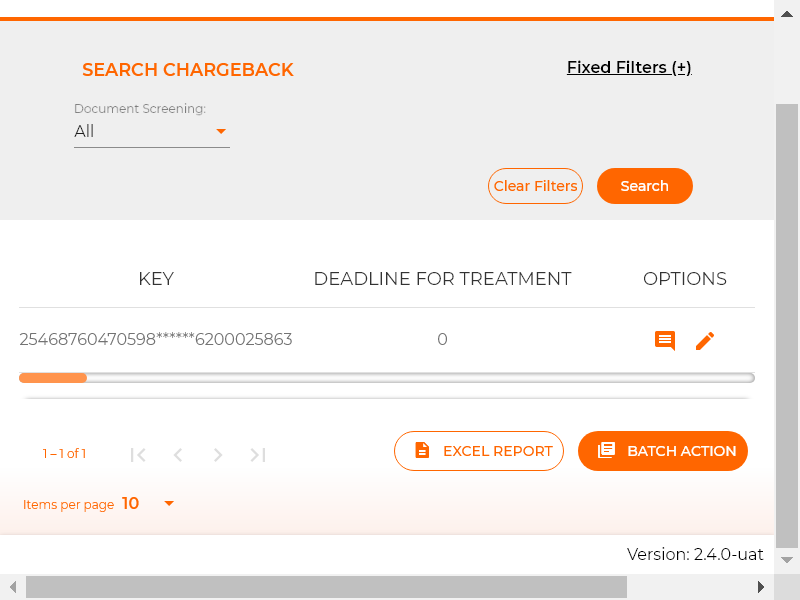 SEARCH CHARGEBACK
Fixed Filters (+)
Document Screening:
All
Clear Filters
Search
KEY
DEADLINE FOR TREATMENT
OPTIONS
25468760470598******6200025863
0
1 – 1 of 1
EXCEL REPORT
BATCH ACTION
Items per page 10
Version: 2.4.0-uat